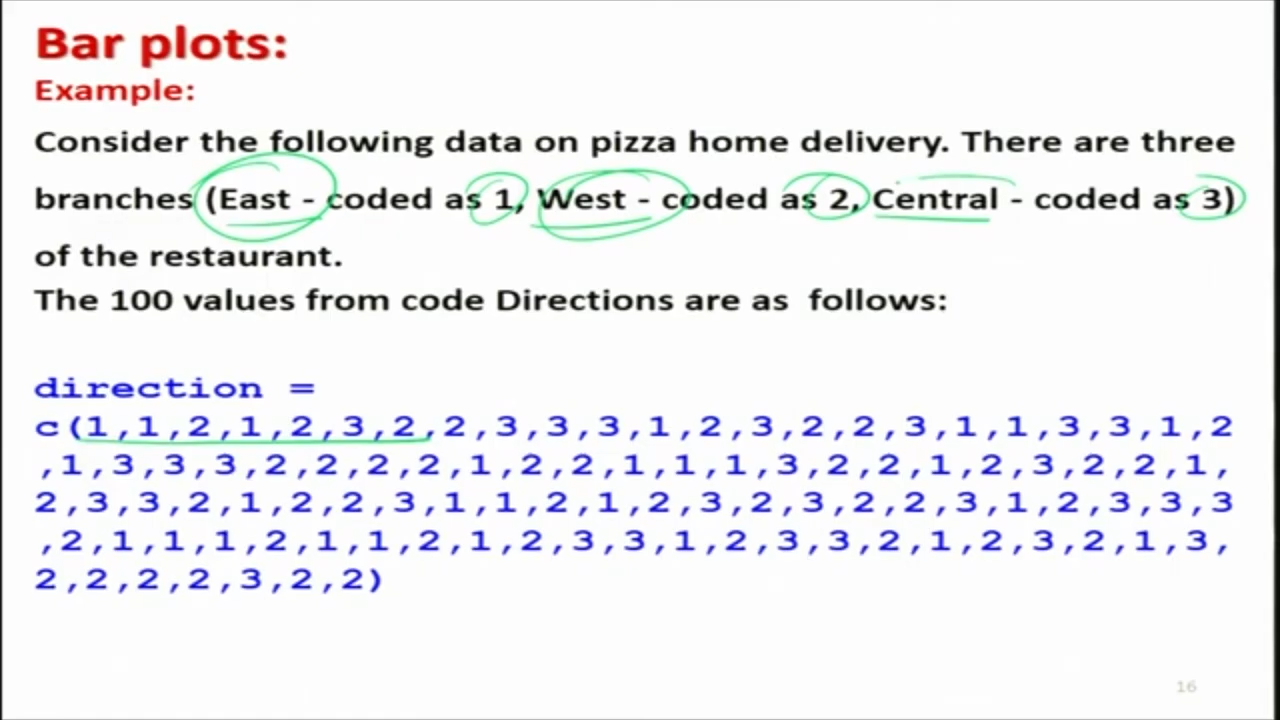 Bar plots:
Example:
Consider the following data on pizza home delivery. There are three
branches (East - coded as 1, West - coded as 2, Central - coded as 3)
of the restaurant.
The 100 values from code Directions are as follows:
direction =
c(1,1,2,1,2,3,2,2,3,3,3,1,2,3,2,2,3,1,1,3,3,1,2
,1,3,3,3,2,2,2,2,1,2,2,1,1,1,3,2,2,1,2,3,2,2,1,
2,3,3,2,1,2,2,3,1,1,2,1,2,3,2,3,2,2,3,1,2,3,3,3
,2,1,1,1,2,1,1,2,1,2,3,3,1,2,3,3,2,1,2,3,2,1,3,
2,2,2,2,3,2,2)
16